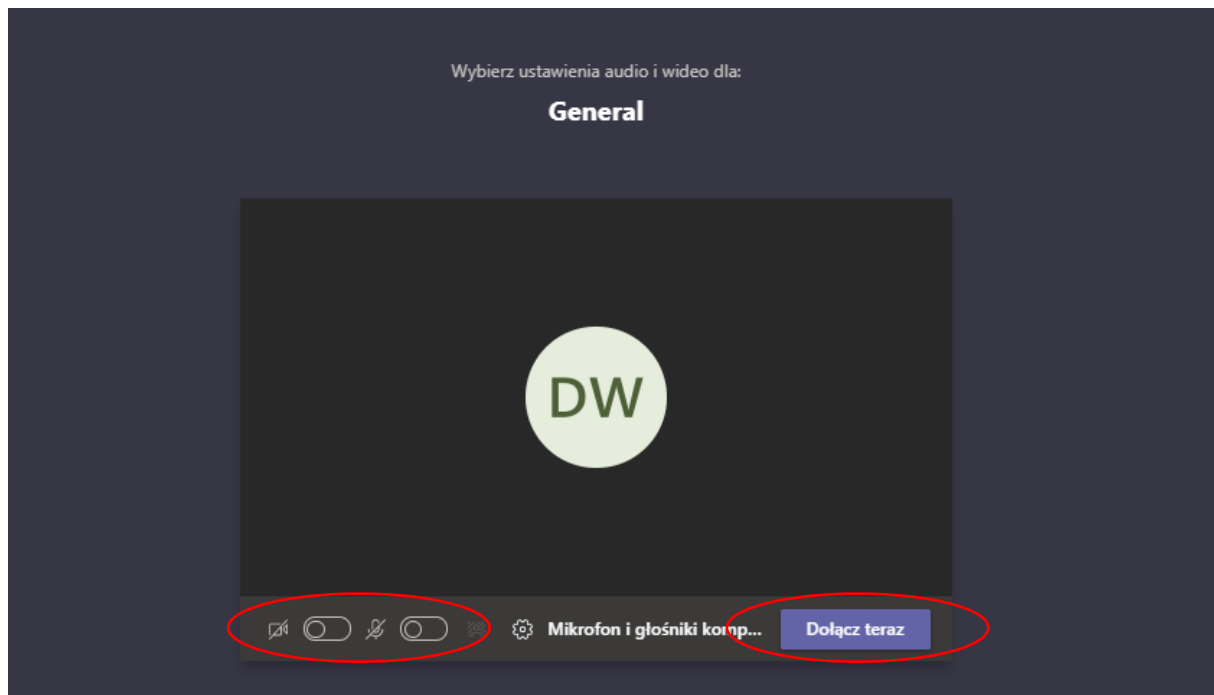 Wybierz ustawienia audio i wideo dla:
General
DW
Mikrofon i głośniki komp... Dołącz teraz